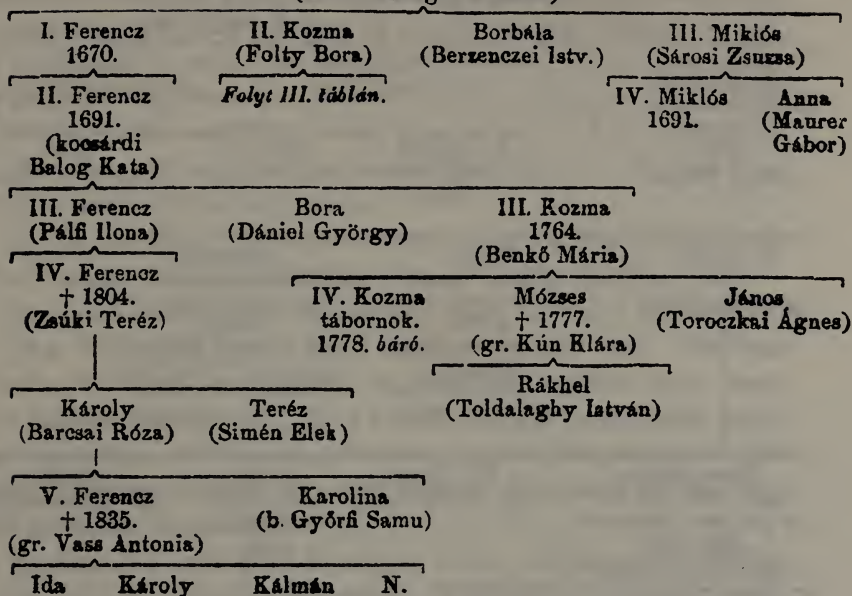 I. Ferencz II. Kozma Borbála III. Miklós
1670. (Folty Bora) (Berzenczei Istv.) (Sárosi Zsuzsa)
II. Ferencz Folyt III. táblán. IV. Miklós Anna
1691. 1691. (Maurer
(kocsárdi Gábor)
Balog Kata)
III. Ferencz Bora III. Kozma
(Pálfi Ilona) (Dániel György) 1764.
(Benkő Mária)
IV. Ferencz
† 1804. IV. Kozma Mózses János
(Zsúki Teréz) tábornok. † 1777. (Toroczkai Ágnes)
1778. báró. (gr. Kún Klára)
Rákhel
Károly Teréz (Toldalaghy István)
(Barcsai Róza) (Simén Elek)
V. Ferencz Karolina
† 1835. (b. Győrfi Samu)
(gr. Vass Antonia)
Ida Károly Kálmán N.